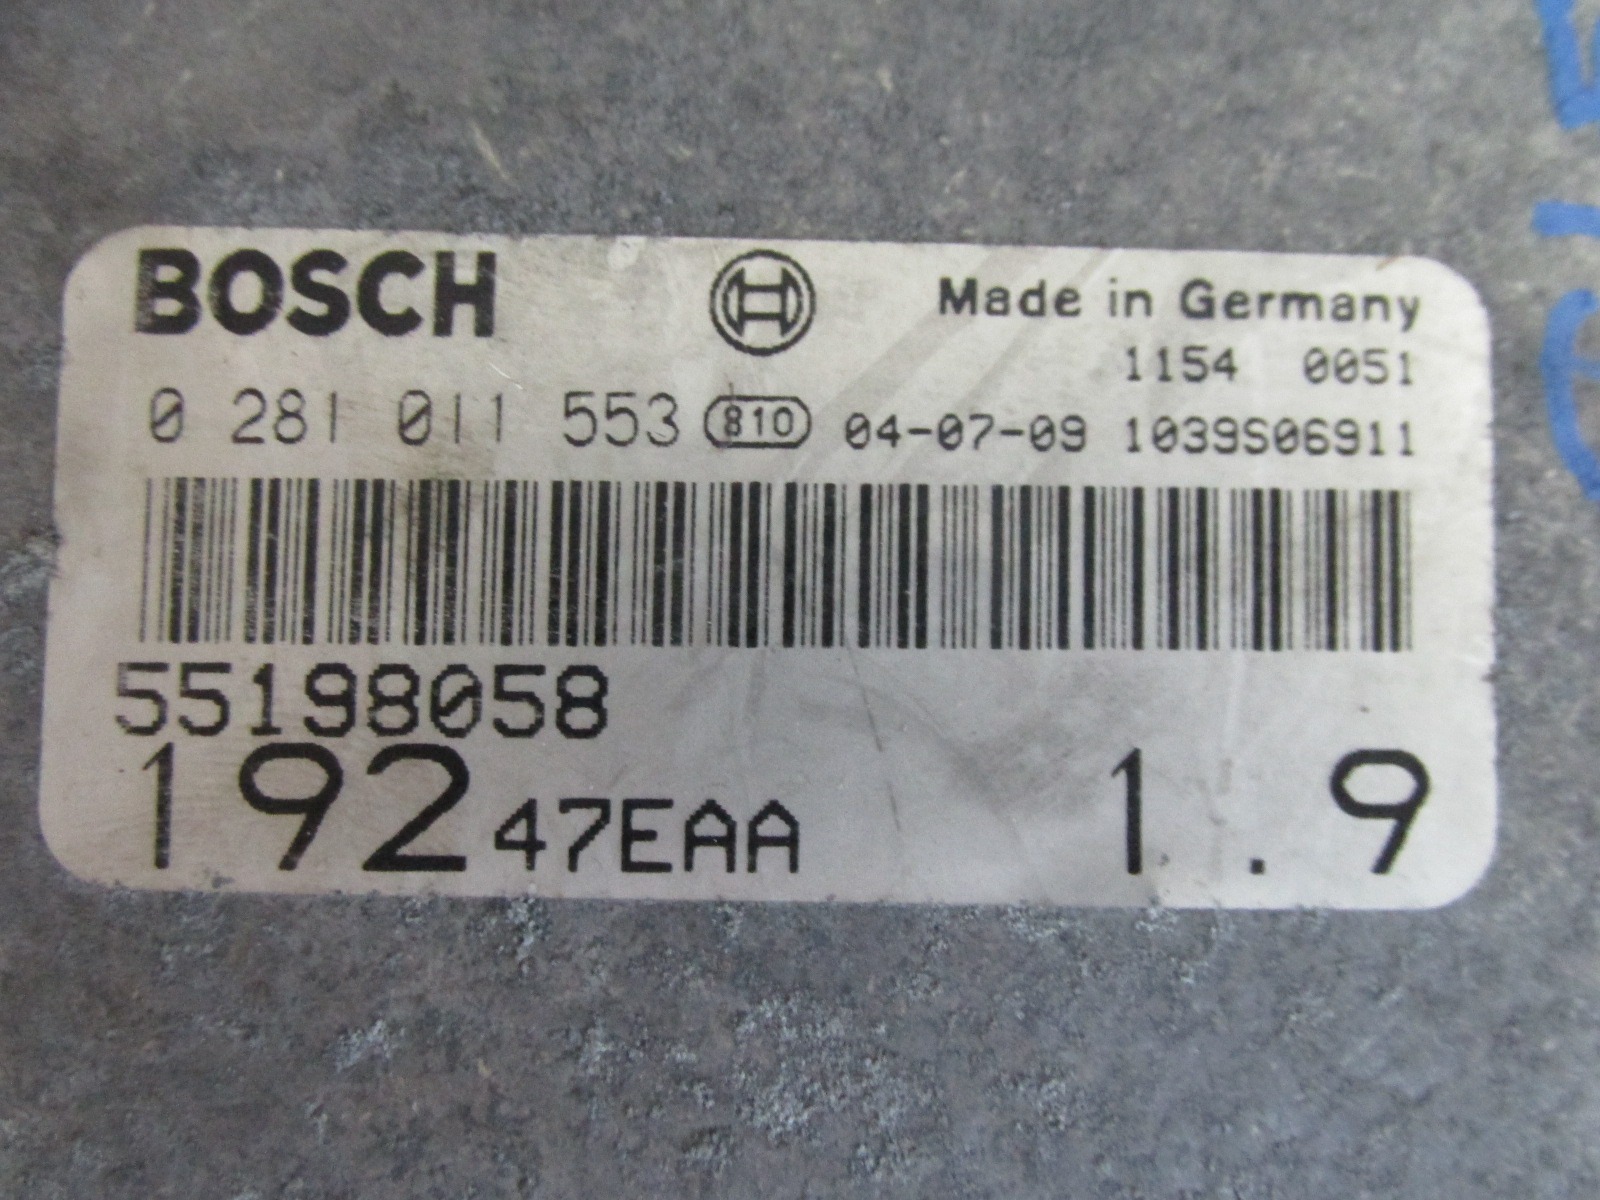 BOSCH Made in Germany
1154 0051
0 281 011 553 810 04-07-09 1039S06911
55198058
192 47EAA 1.9